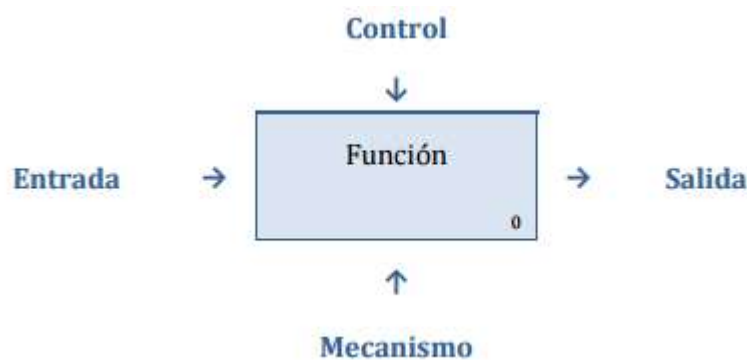 Control
↓
Función
Entrada → → Salida
0
↑
Mecanismo